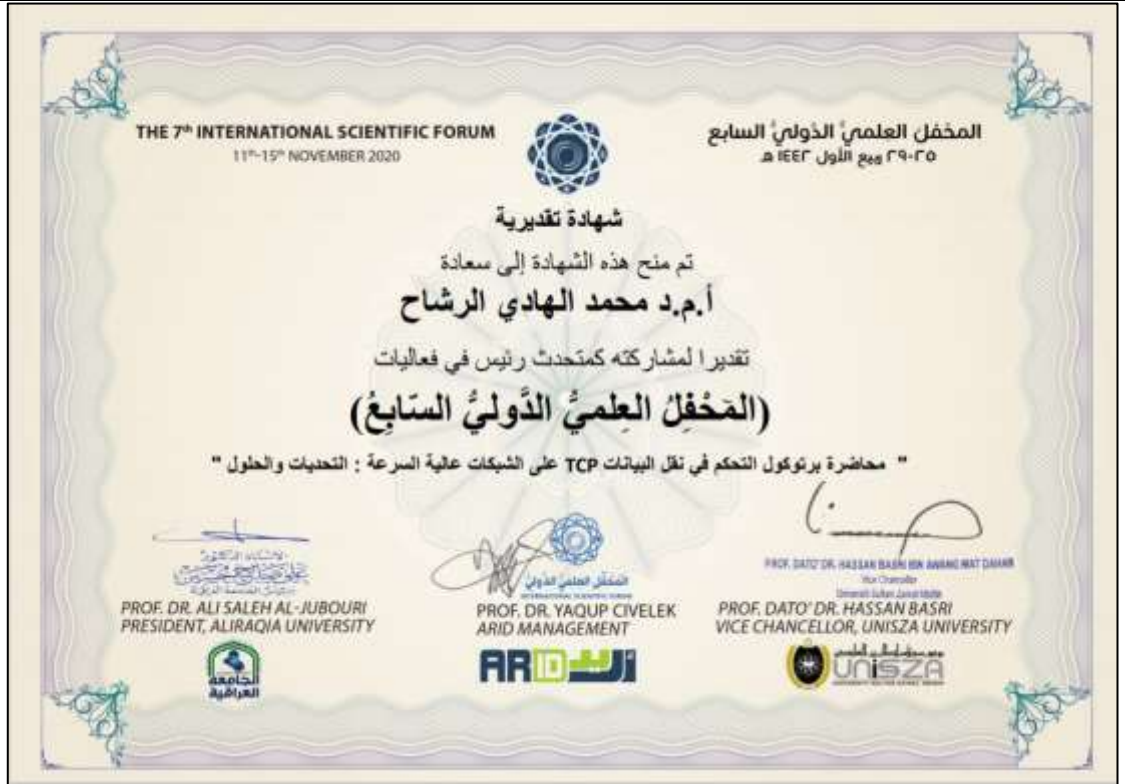 THE 7th INTERNATIONAL SCIENTIFIC FORUM
11th-15th NOVEMBER 2020
المحفل العلميُّ الدوليُّ السابع
٢٥-٢٩ ربيع الأول ١٤٤٢ هـ
شهادة تقديرية
تم منح هذه الشهادة إلى سعادة
أ.م.د محمد الهادي الرشاح
تقديرا لمشاركته كمتحدث رئيس في فعاليات
(المَحْفِلُ العِلميُّ الدَّوليُّ السّابِعُ)
" محاضرة برتوكول التحكم في نقل البيانات TCP على الشبكات عالية السرعة : التحديات والحلول "
PROF. DR. ALI SALEH AL-JUBOURI
PRESIDENT, ALIRAQIA UNIVERSITY
الجامعة
العراقية
المحفل العلمي الدولي
INTERNATIONAL SCIENTIFIC FORUM
PROF. DR. YAQUP CIVELEK
ARID MANAGEMENT
ARID أريد
PROF. DATO' DR. HASSAN BASRI BIN AWANG MAT DAHAN
Vice Chancellor
PROF. DATO' DR. HASSAN BASRI
VICE CHANCELLOR, UNISZA UNIVERSITY
UniSZA